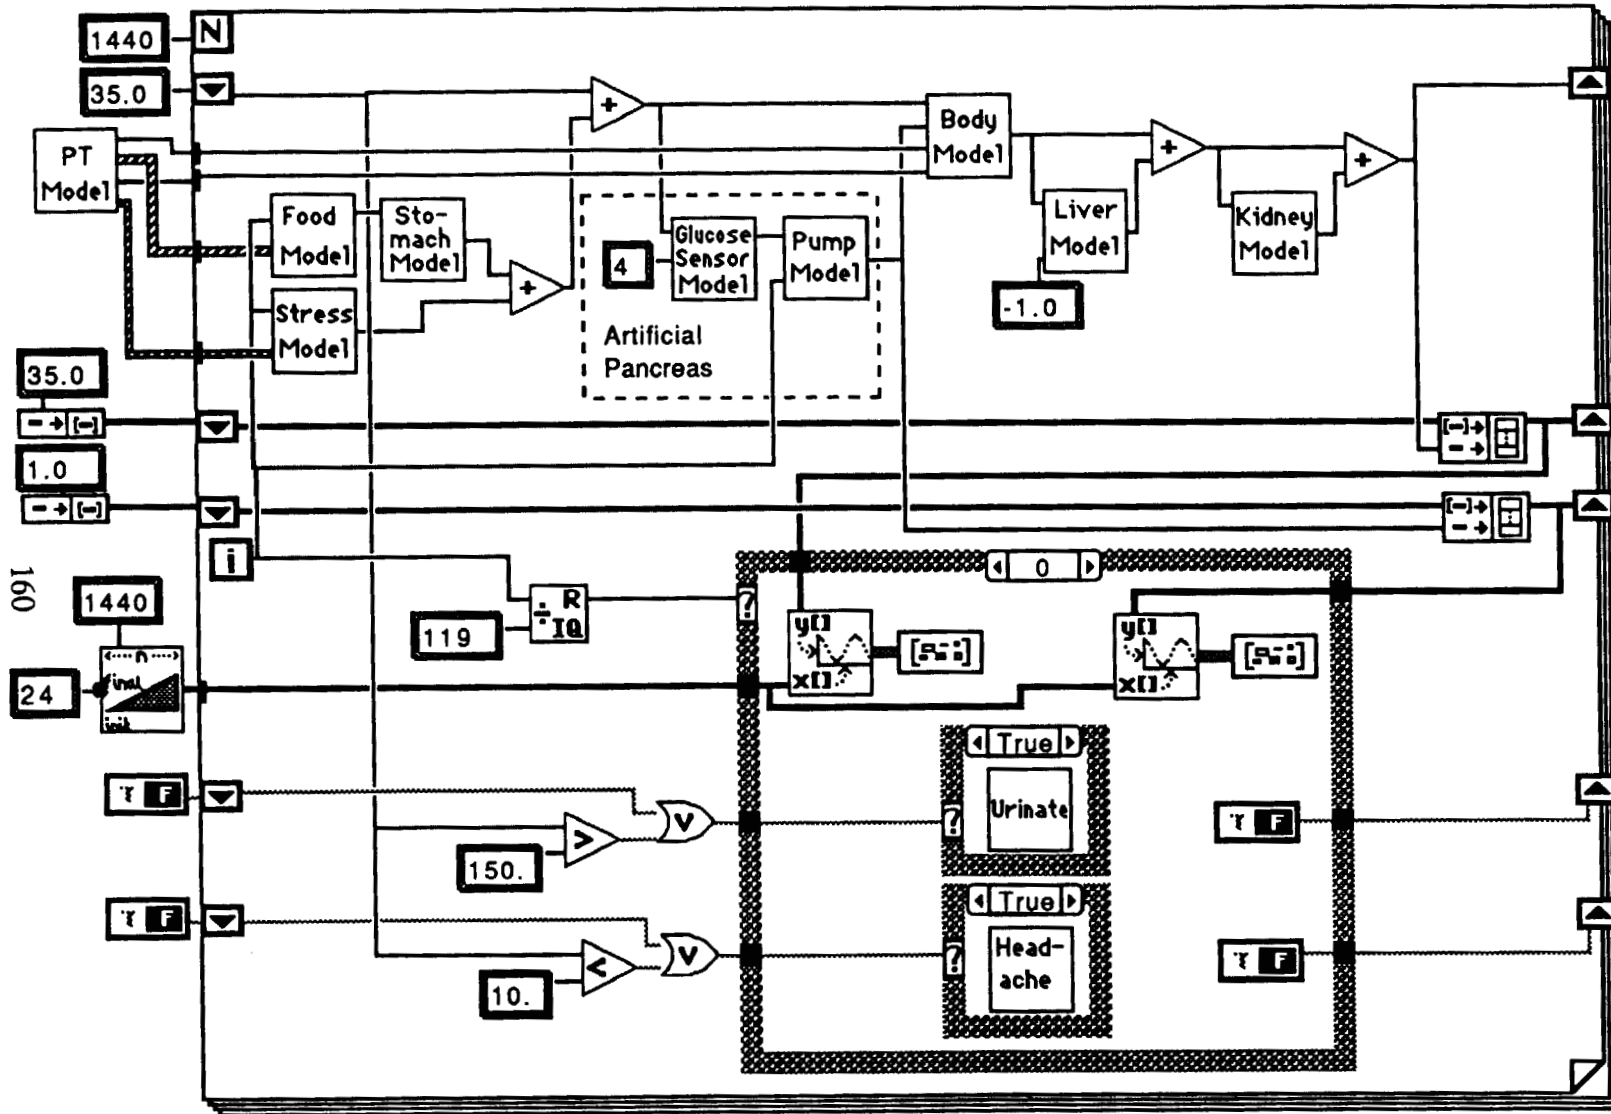 1440
N
35.0
PT
Model
Food
Model
Sto-
mach
Model
Stress
Model
+
+
4
Glucose
Sensor
Model
Pump
Model
Artificial
Pancreas
Body
Model
Liver
Model
-1.0
+
Kidney
Model
+
35.0
1.0
i
160
1440
n
final
init
24
119
R
IQ
?
0
y[]
x[]
y[]
x[]
F
150.
>
V
?
True
Urinate
F
F
10.
<
V
?
True
Head-
ache
F